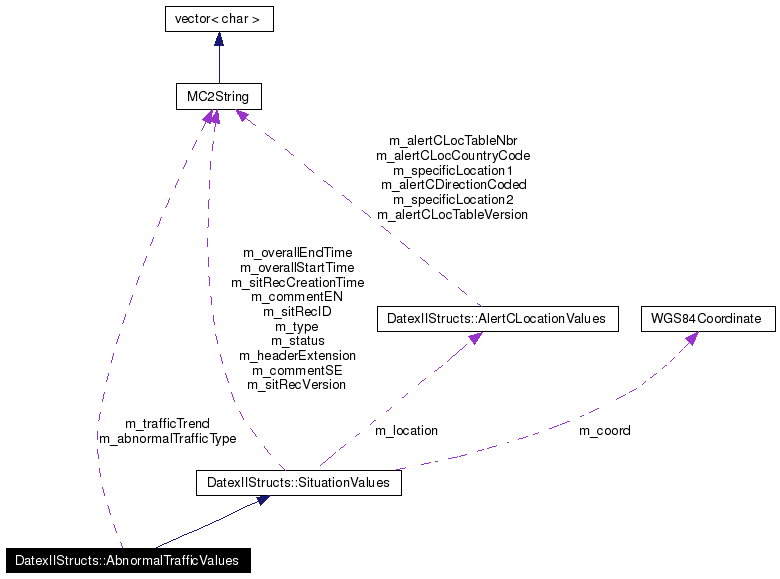 vector< char >
MC2String
m_alertCLocTableNbr
m_alertCLocCountryCode
m_specificLocation1
m_alertCDirectionCoded
m_specificLocation2
m_alertCLocTableVersion
m_overallEndTime
m_overallStartTime
m_sitRecCreationTime
m_commentEN
m_sitRecID
m_type
m_status
m_headerExtension
m_commentSE
m_sitRecVersion
DatexIIStructs::AlertCLocationValues
WGS84Coordinate
m_trafficTrend
m_abnormalTrafficType
m_location
m_coord
DatexIIStructs::SituationValues
DatexIIStructs::AbnormalTrafficValues